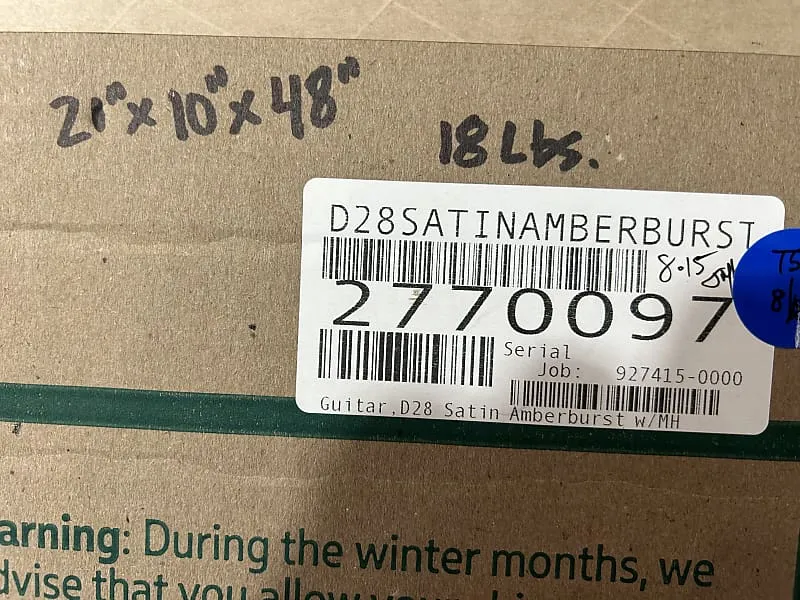 21"x10"x48"
18 Lbs.
D28SATINAMBERBURST
8.15
2770097
Serial
Job: 927415-0000
Guitar,D28 Satin Amberburst w/MH
arning: During the winter months, we
dvise that you allow